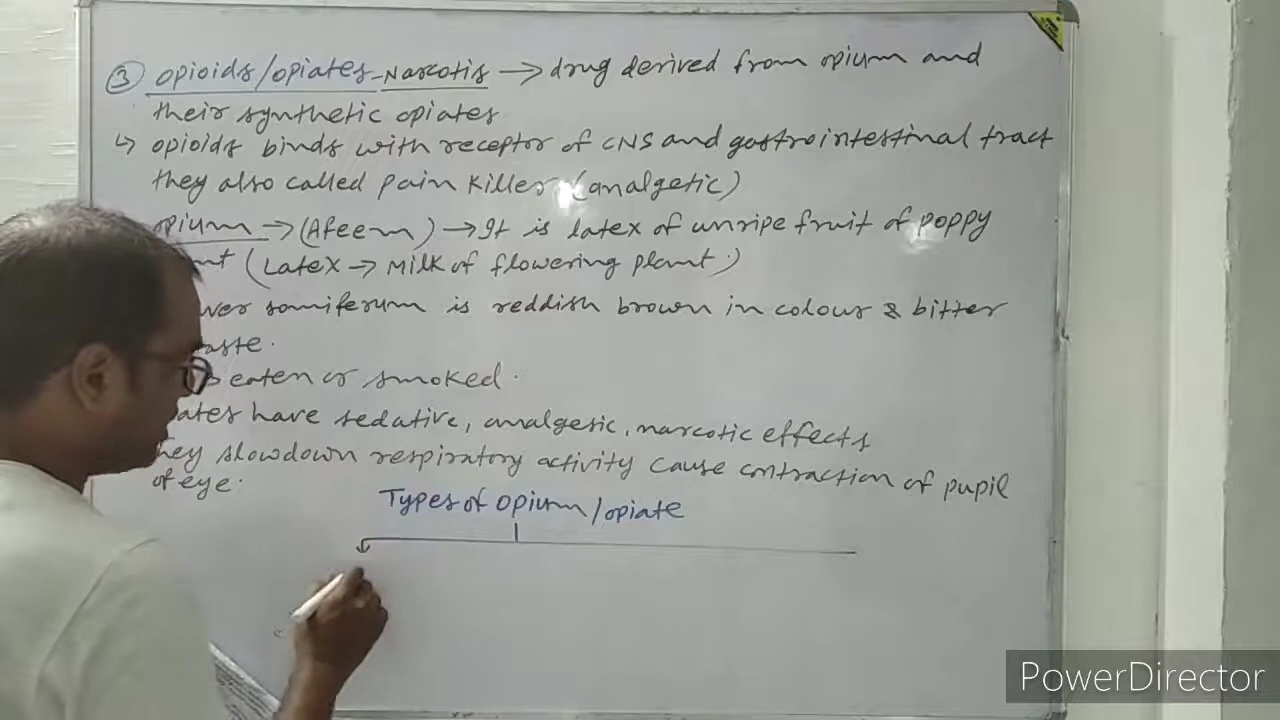 ③ opioids/opiates-Narcotis → drug derived from opium and
their synthetic opiates
↳ opioids binds with receptor of CNS and gastrointestinal tract
they also called pain killer (analgetic)
opium → (Afeem) → It is latex of unripe fruit of poppy
(Latex → Milk of flowering plant)
somiferum is reddish brown in colour & bitter
eaten or smoked.
have sedative, analgesic, narcotic effects
slowdown respiratory activity cause contraction of pupil
of eye.
Types of opium/opiate
PowerDirector